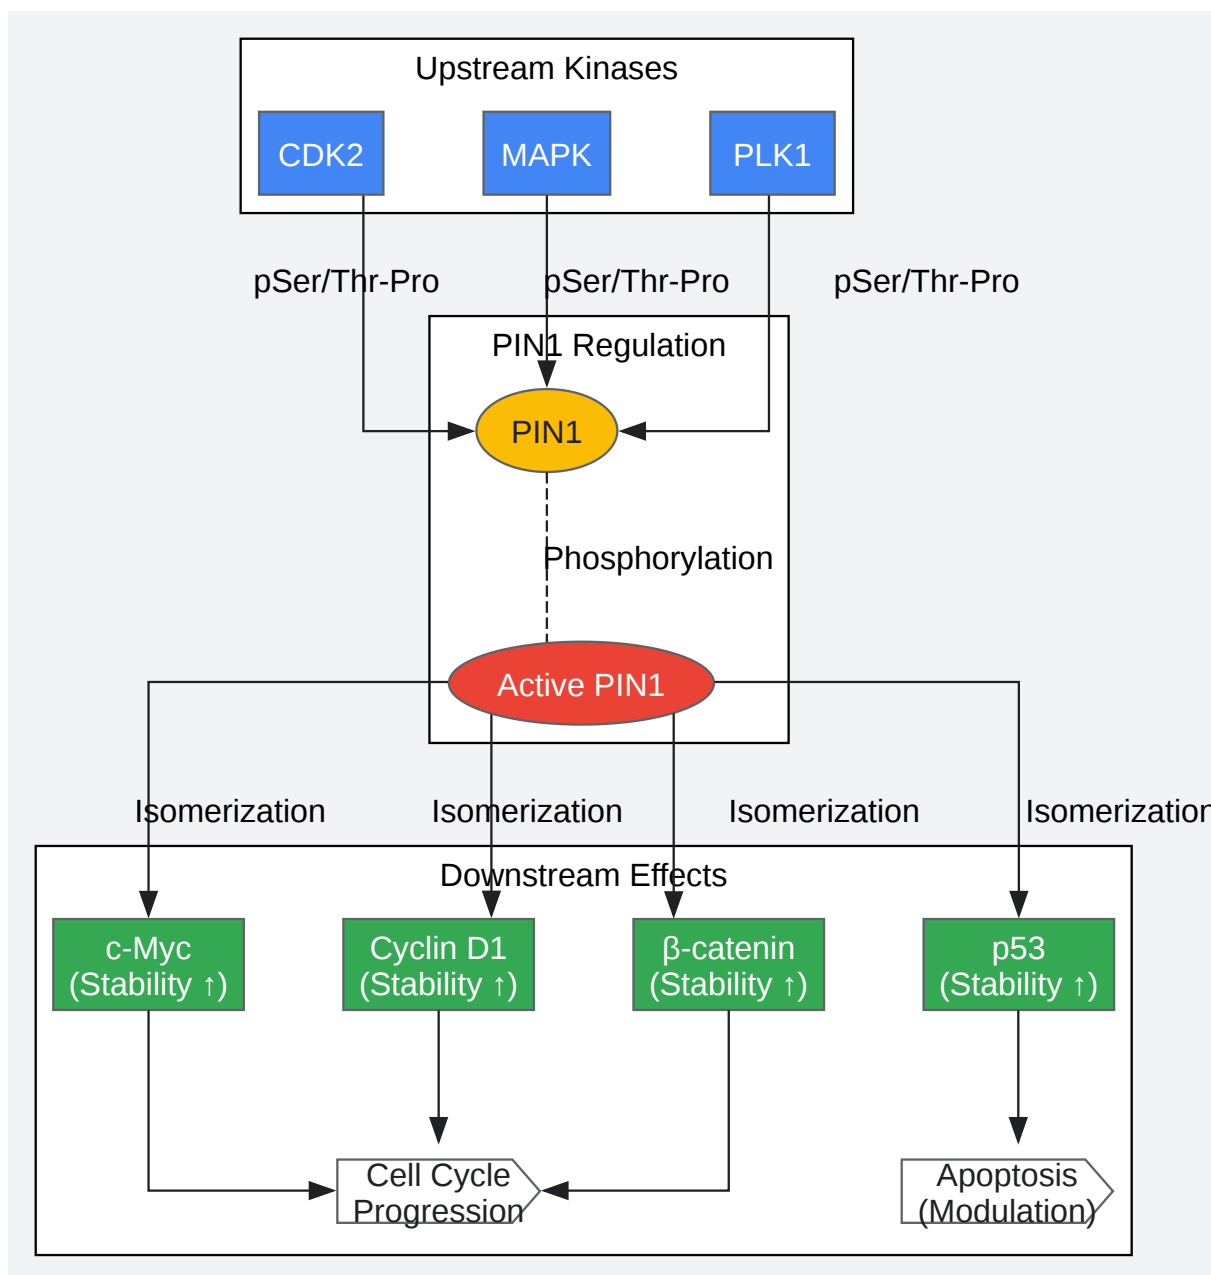 Upstream Kinases
CDK2
MAPK
PLK1
pSer/Thr-Pro
pSer/Thr-Pro
pSer/Thr-Pro
PIN1 Regulation
PIN1
Phosphorylation
Active PIN1
Isomerization
Isomerization
Isomerization
Isomerization
Downstream Effects
c-Myc
(Stability ↑)
Cyclin D1
(Stability ↑)
β-catenin
(Stability ↑)
p53
(Stability ↑)
Cell Cycle
Progression
Apoptosis
(Modulation)